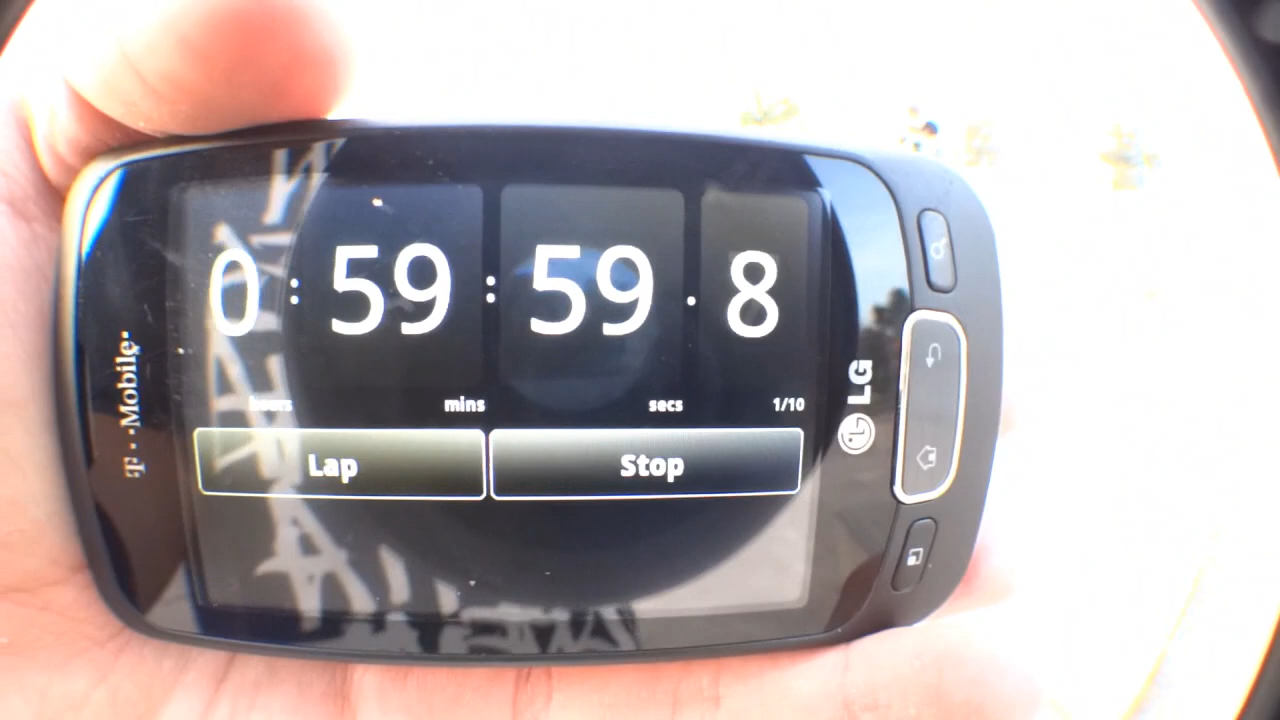 0 : 59 : 59 . 8
hours mins secs 1/10
Lap Stop
T · ·Mobile·
LG